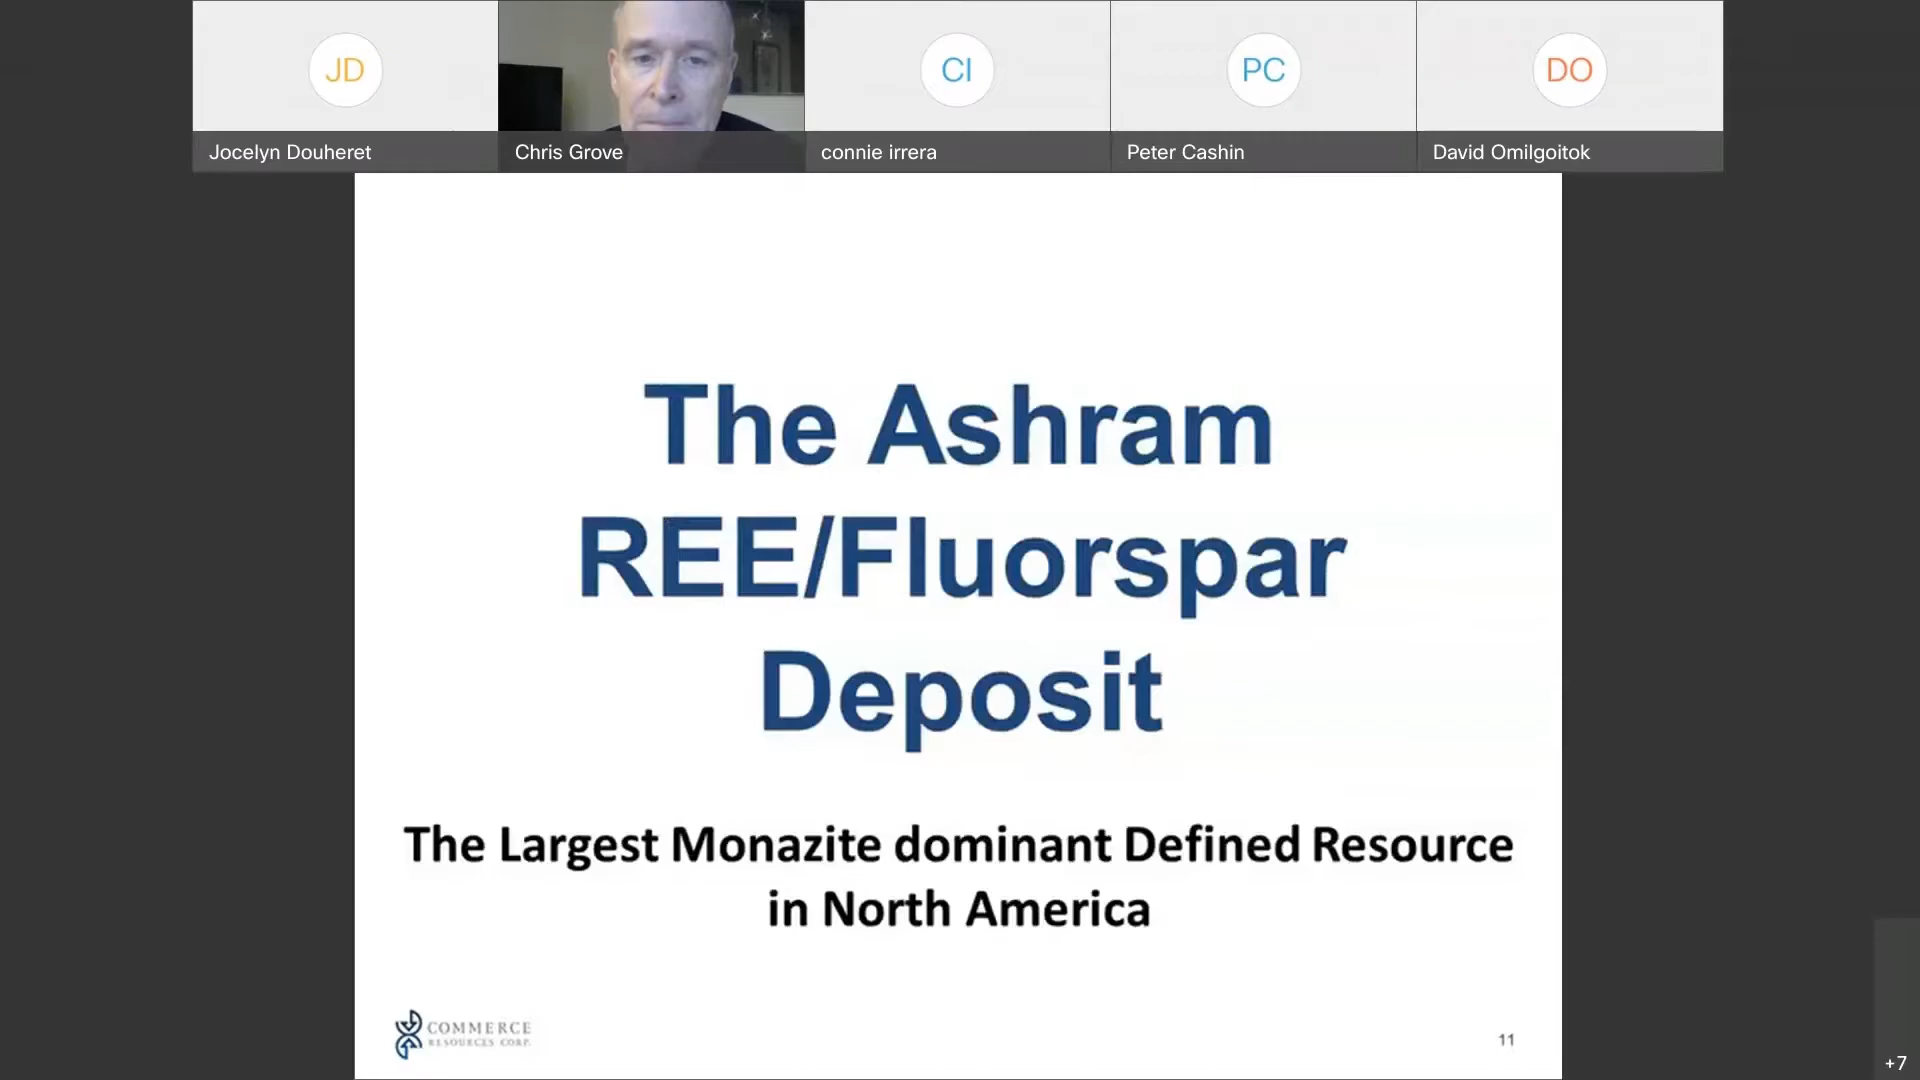 JD
CI
PC
DO
Jocelyn Douheret
Chris Grove
connie irrera
Peter Cashin
David Omilgoitok
The Ashram
REE/Fluorspar
Deposit
The Largest Monazite dominant Defined Resource
in North America
COMMERCE
RESOURCES CORP.
11
+7